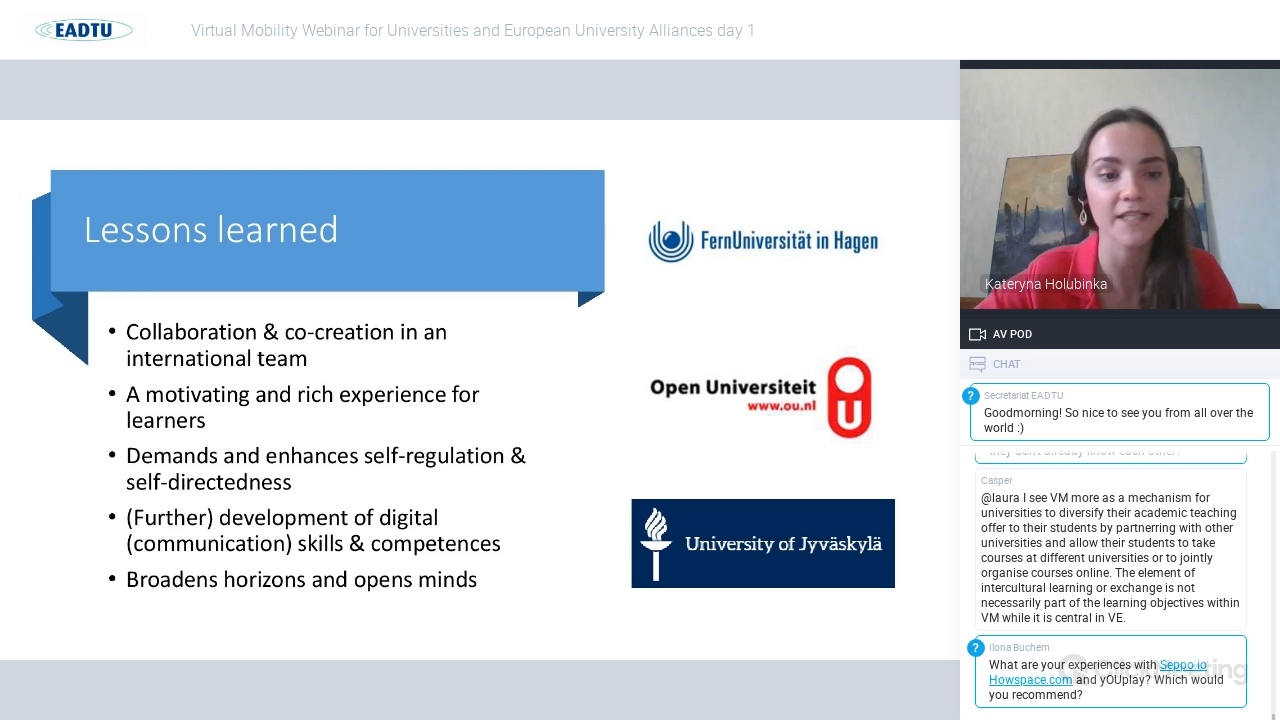 EADTU
Virtual Mobility Webinar for Universities and European University Alliances day 1
Lessons learned
• Collaboration & co-creation in an
international team
• A motivating and rich experience for
learners
• Demands and enhances self-regulation &
self-directedness
• (Further) development of digital
(communication) skills & competences
• Broadens horizons and opens minds
FernUniversität in Hagen
Open Universiteit
www.ou.nl
University of Jyväskylä
Kateryna Holubinka
AV POD
CHAT
?
Secretariat EADTU
Goodmorning! So nice to see you from all over the
world :)
they don't already know each other?
Casper
@laura I see VM more as a mechanism for
universities to diversify their academic teaching
offer to their students by partnerring with other
universities and allow their students to take
courses at different universities or to jointly
organise courses online. The element of
intercultural learning or exchange is not
necessarily part of the learning objectives within
VM while it is central in VE.
?
Ilona Buchem
What are your experiences with Seppo.io
Howspace.com and yOUplay? Which would
you recommend?